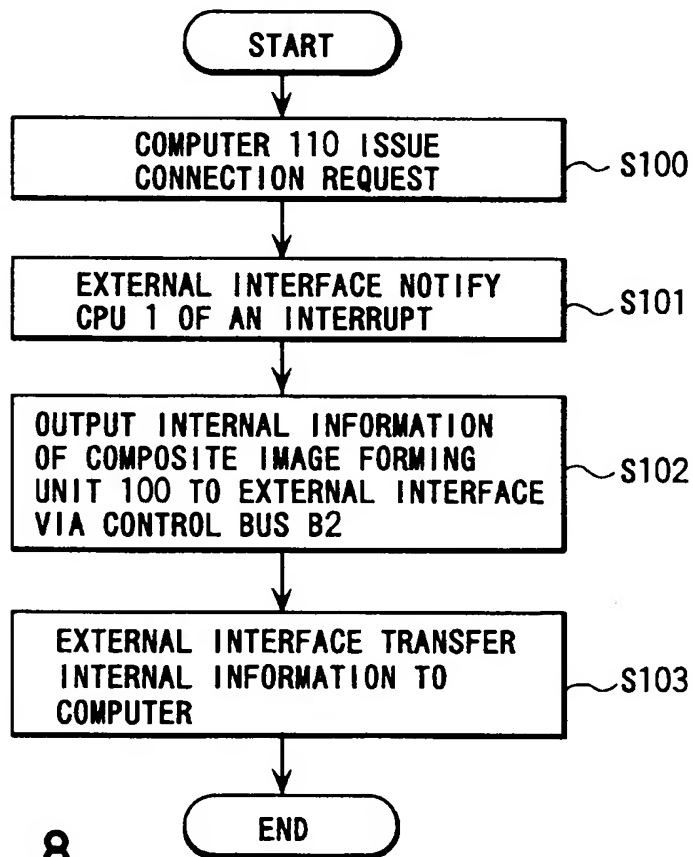 START
COMPUTER 110 ISSUE
CONNECTION REQUEST
S100
EXTERNAL INTERFACE NOTIFY
CPU 1 OF AN INTERRUPT
S101
OUTPUT INTERNAL INFORMATION
OF COMPOSITE IMAGE FORMING
UNIT 100 TO EXTERNAL INTERFACE
VIA CONTROL BUS B2
S102
EXTERNAL INTERFACE TRANSFER
INTERNAL INFORMATION TO
COMPUTER
S103
END
8